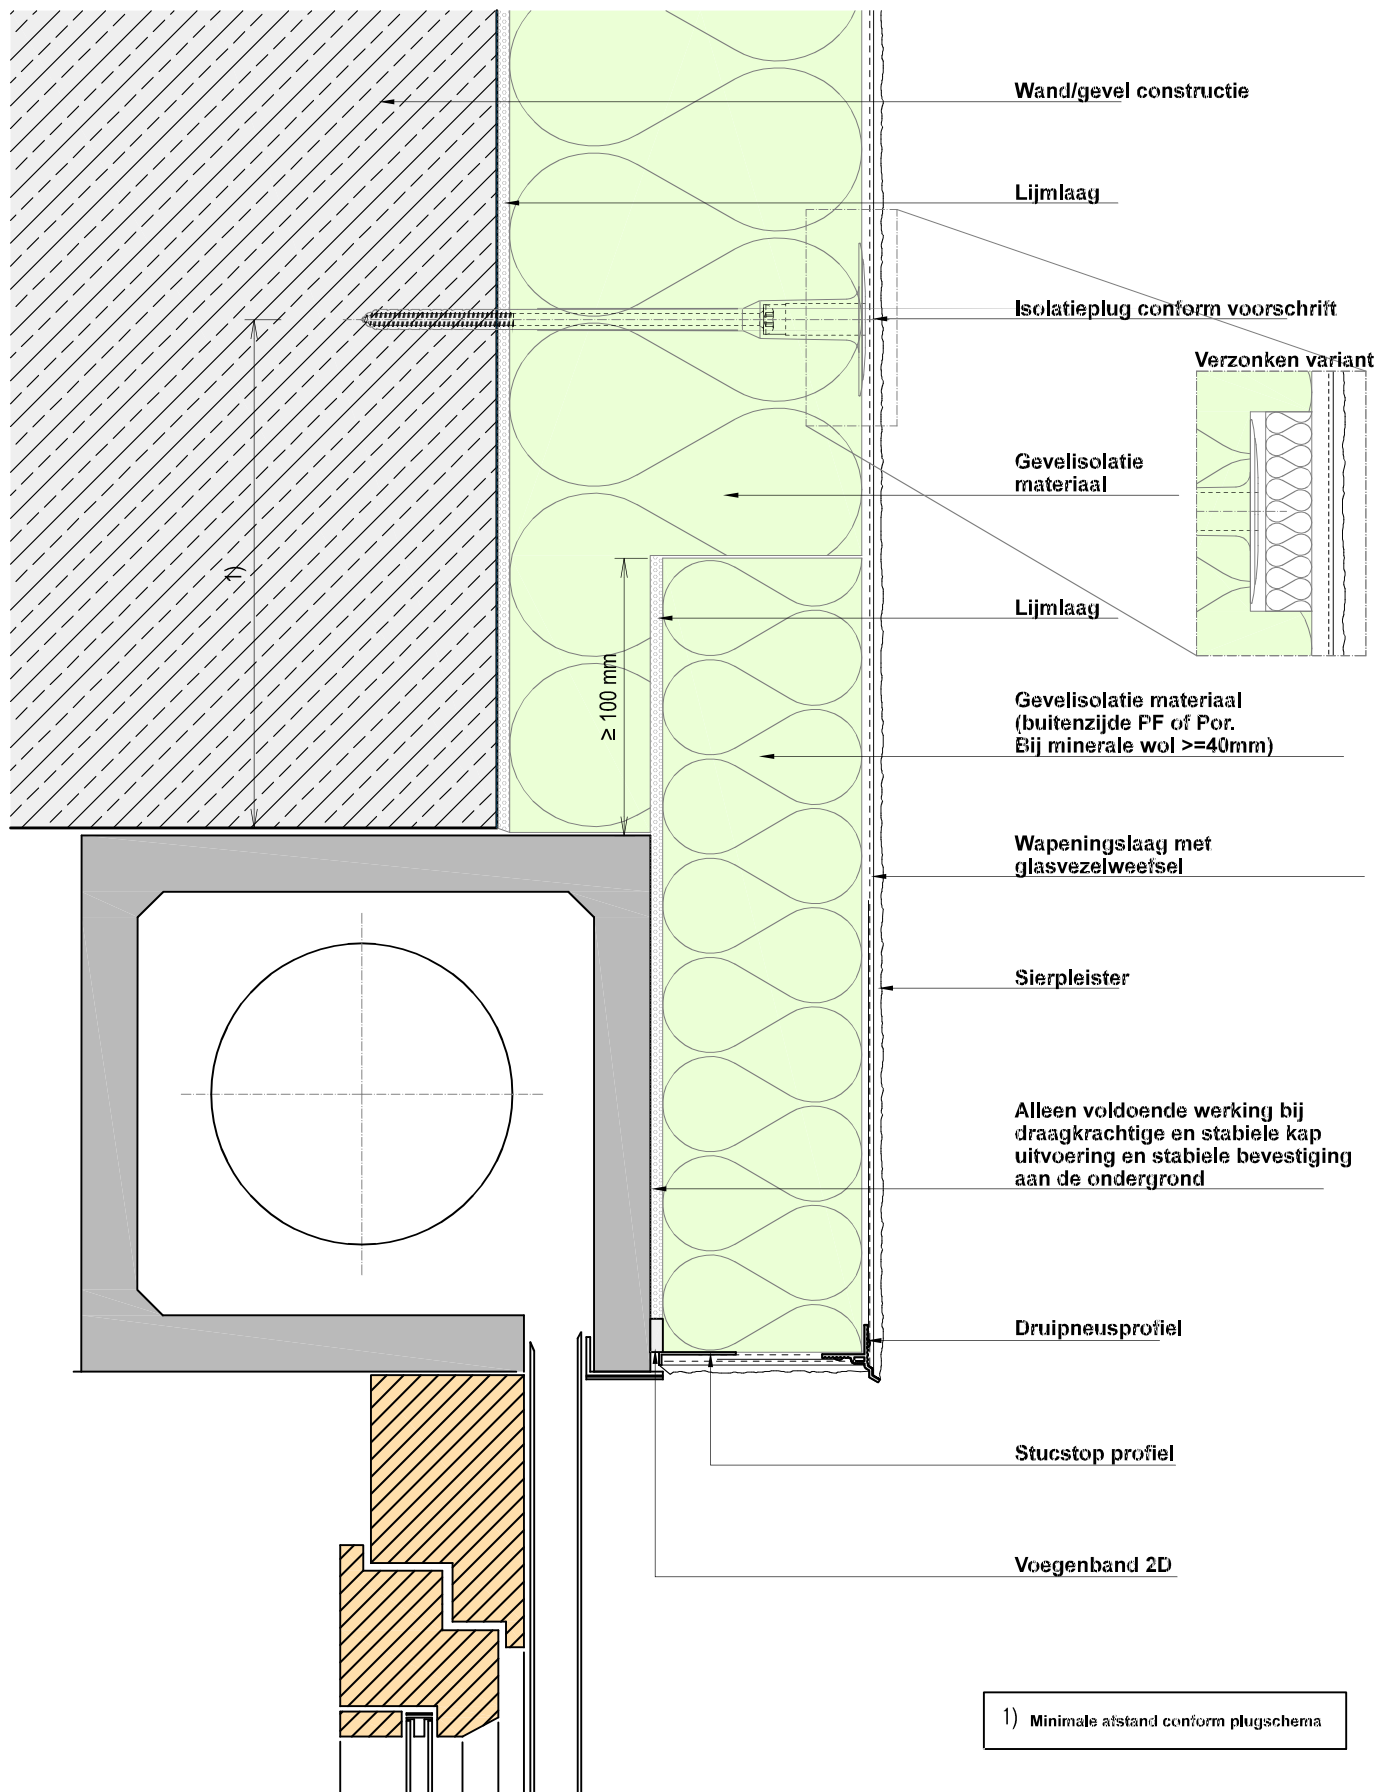 Wand/gevel constructie
Lijmlaag
Isolatieplug conform voorschrift
Verzonken variant
Gevelisolatie
materiaal
1)
Lijmlaag
≥ 100 mm
Gevelisolatie materiaal
(buitenzijde PF of Por.
Bij minerale wol >=40mm)
Wapeningslaag met
glasvezelweefsel
Sierpleister
Alleen voldoende werking bij
draagkrachtige en stabiele kap
uitvoering en stabiele bevestiging
aan de ondergrond
Druipneusprofiel
Stucstop profiel
Voegenband 2D
1) Minimale afstand conform plugschema